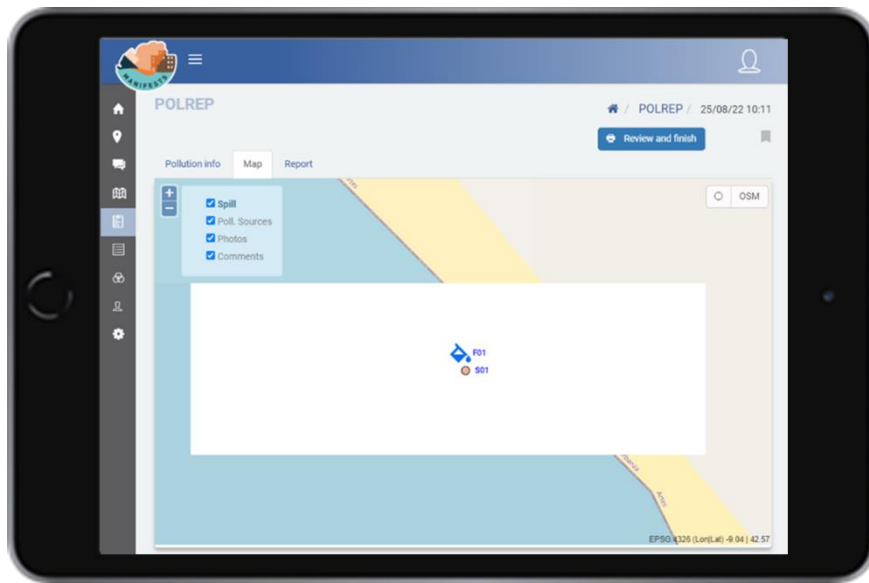 MANIFESTS
POLREP
/ POLREP / 25/08/22 10:11
Review and finish
Pollution info Map Report
+
Spill
OSM
−
Poll. Sources
Photos
Comments
F01
S01
Artes
EPSG:4326 (Lon|Lat) -9.04 | 42.57